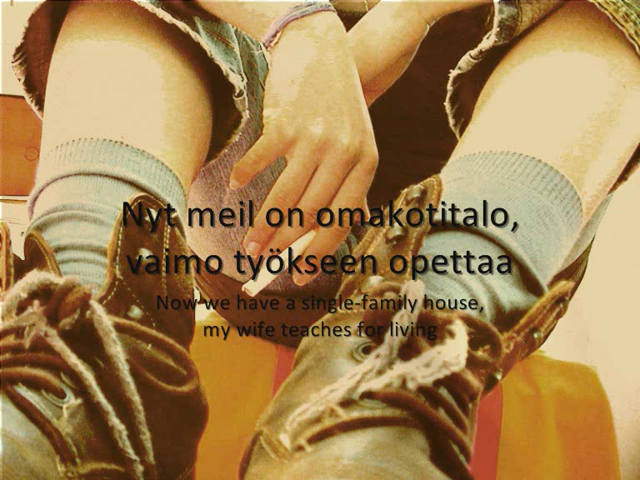 Nyt meil on omakotitalo,
vaimo työkseen opettaa
Now we have a single-family house,
my wife teaches for living